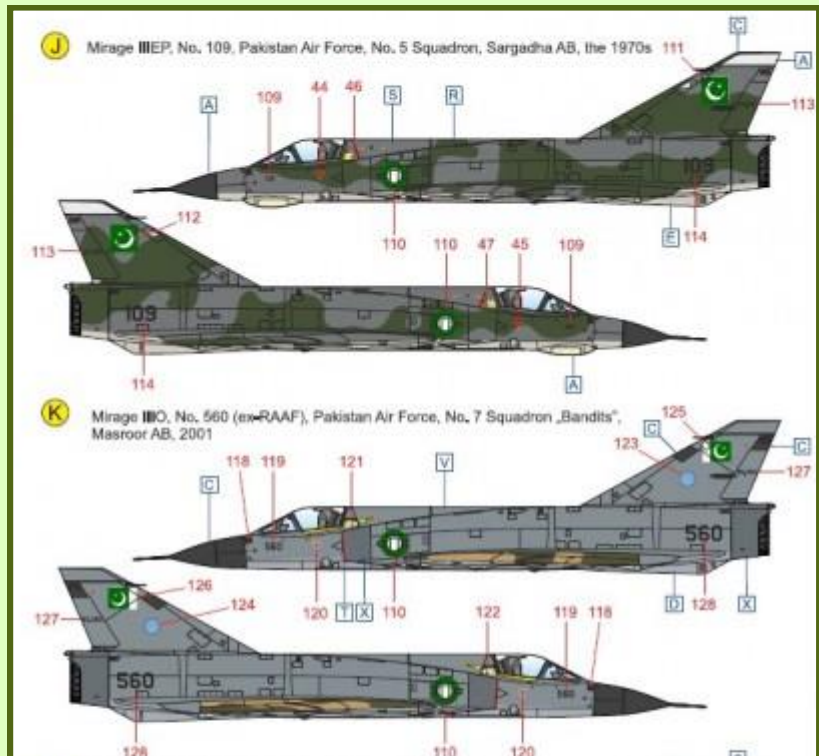 J Mirage IIIEP, No. 109, Pakistan Air Force, No. 5 Squadron, Sargadha AB, the 1970s
111 C
A
A 109 44 46 S R
113
109
110 E 114
112
113 110 47 45 109
109
114 A
K Mirage IIIO, No. 560 (ex-RAAF), Pakistan Air Force, No. 7 Squadron „Bandits",
Masroor AB, 2001
125
C 123 C
118 119 121 V 127
C
560 560
120 T X 110 D 128 X
126
127 124 122 119 118
560 560
128 110 120